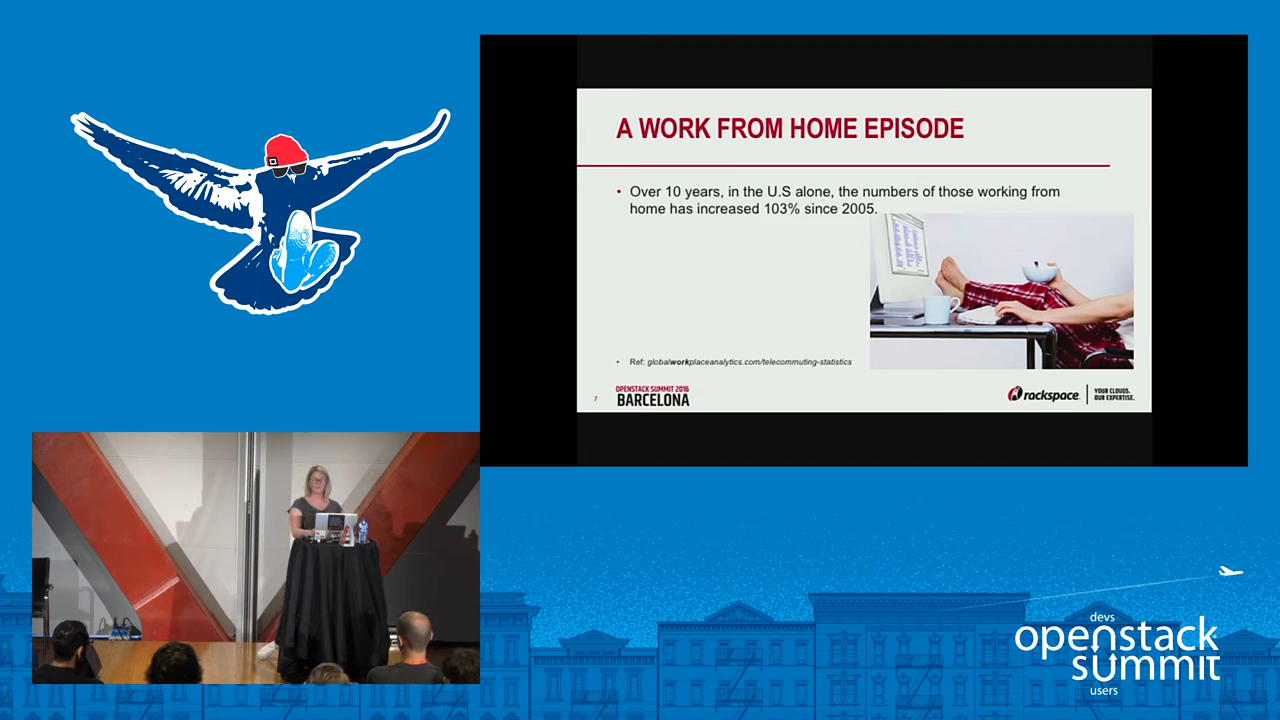 A WORK FROM HOME EPISODE
• Over 10 years, in the U.S alone, the numbers of those working from
home has increased 103% since 2005.
• Ref: globalworkplaceanalytics.com/telecommuting-statistics
7
OPENSTACK SUMMIT 2016
BARCELONA
rackspace
YOUR CLOUDS.
OUR EXPERTISE.
devs
openstack
summit
users